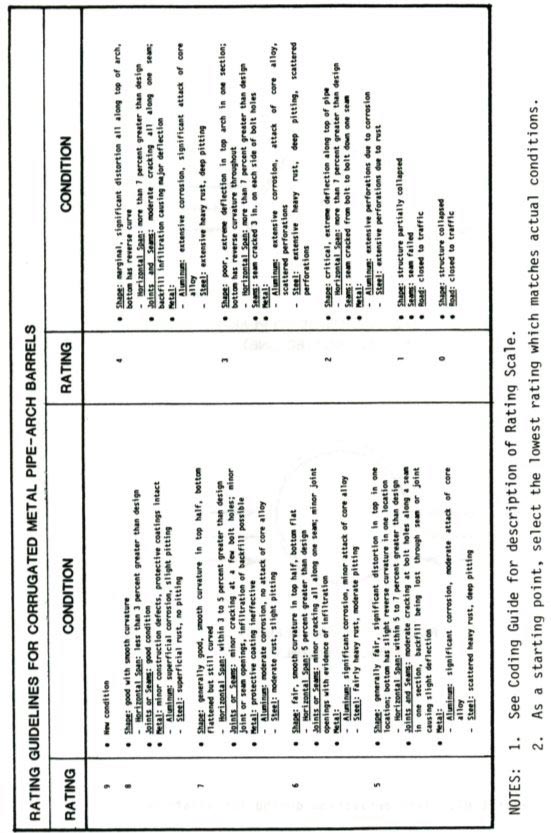 RATING GUIDELINES FOR CORRUGATED METAL PIPE-ARCH BARRELS
RATING
CONDITION
9
● New condition
8
● Shape: good with smooth curvature
- Horizontal Span: less than 3 percent greater than design
● Joints or Seams: good condition
● Metal: minor construction defects, protective coatings intact
- Aluminum: superficial corrosion, slight pitting
- Steel: superficial rust, no pitting
7
● Shape: generally good, smooth curvature in top half, bottom
flattened but still curved
- Horizontal Span: within 3 to 5 percent greater than design
● Joints or Seams: minor cracking at a few bolt holes; minor
joint or seam openings, infiltration of backfill possible
● Metal: protective coating ineffective
- Aluminum: moderate corrosion, no attack of core alloy
- Steel: moderate rust, slight pitting
6
● Shape: fair, smooth curvature in top half, bottom flat
- Horizontal Span: 5 percent greater than design
● Joints or Seams: minor cracking all along one seam; minor joint
openings with evidence of infiltration
● Metal:
- Aluminum: significant corrosion, minor attack of core alloy
- Steel: fairly heavy rust, moderate pitting
5
● Shape: generally fair, significant distortion in top in one
location; bottom has slight reverse curvature in one location
- Horizontal Span: within 5 to 7 percent greater than design
● Joints and Seams: moderate cracking at bolt holes along a seam
in one section, backfill being lost through seam or joint
causing slight deflection
● Metal:
- Aluminum: significant corrosion, moderate attack of core
alloy
- Steel: scattered heavy rust, deep pitting
RATING
CONDITION
4
● Shape: marginal, significant distortion all along top of arch,
bottom has reverse curve
- Horizontal Span: more than 7 percent greater than design
● Joints and Seams: moderate cracking all along one seam;
backfill infiltration causing major deflection
● Metal:
- Aluminum: extensive corrosion, significant attack of core
alloy
- Steel: extensive heavy rust, deep pitting
3
● Shape: poor, extreme deflection in top arch in one section;
bottom has reverse curvature throughout
- Horizontal Span: more than 7 percent greater than design
● Seams: seam cracked 3 in. on each side of bolt holes
● Metal:
- Aluminum: extensive corrosion, attack of core alloy,
scattered perforations
- Steel: extensive heavy rust, deep pitting, scattered
perforations
2
● Shape: critical, extreme deflection along top of pipe
- Horizontal Span: more than 7 percent greater than design
● Seams: seam cracked from bolt to bolt down one seam
● Metal:
- Aluminum: extensive perforations due to corrosion
- Steel: extensive perforations due to rust
1
● Shape: structure partially collapsed
● Seams: seam failed
● Road: closed to traffic
0
● Shape: structure collapsed
● Road: closed to traffic
NOTES: 1. See Coding Guide for description of Rating Scale.
2. As a starting point, select the lowest rating which matches actual conditions.